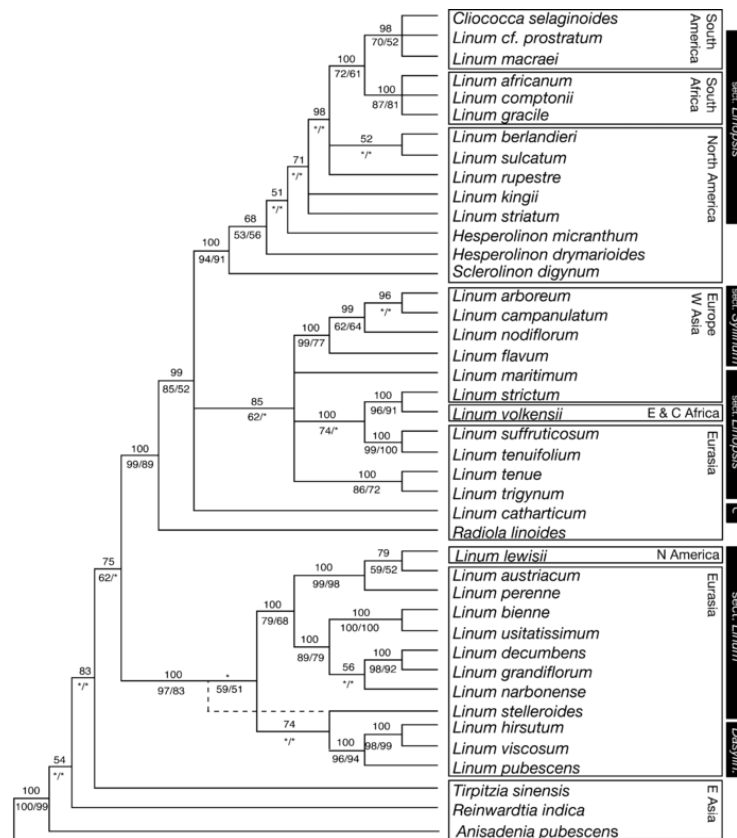 Cliococca selaginoides
Linum cf. prostratum
Linum macraei
South America
98
70/52
100
72/61
Linum africanum
Linum comptonii
Linum gracile
South Africa
100
87/81
98
*/*
Linum berlandieri
Linum sulcatum
Linum rupestre
Linum kingii
Linum striatum
Hesperolinon micranthum
Hesperolinon drymarioides
Sclerolinon digynum
North America
sect. Linopsis
52
*/*
71
*/*
51
*/*
68
53/56
100
94/91
Linum arboreum
Linum campanulatum
Linum nodiflorum
Linum flavum
Linum maritimum
Linum strictum
Europe W Asia
sect. Syllinum
96
*/*
99
62/64
100
99/77
99
85/52
85
62/*
100
74/*
100
96/91
Linum volkensii
E & C Africa
Linum suffruticosum
Linum tenuifolium
Linum tenue
Linum trigynum
Linum catharticum
Radiola linoides
Eurasia
sect. Linopsis
C
100
99/100
100
86/72
100
99/89
Linum lewisii
N America
79
59/52
100
99/98
75
62/*
Linum austriacum
Linum perenne
Linum bienne
Linum usitatissimum
Linum decumbens
Linum grandiflorum
Linum narbonense
Linum stelleroides
Linum hirsutum
Linum viscosum
Linum pubescens
Eurasia
sect. Linum
Dasylin.
100
79/68
100
100/100
100
89/79
100
98/92
56
*/*
100
97/83
*
59/51
74
*/*
100
98/99
100
96/94
83
*/*
54
*/*
100
100/99
Tirpitzia sinensis
Reinwardtia indica
Anisadenia pubescens
E Asia